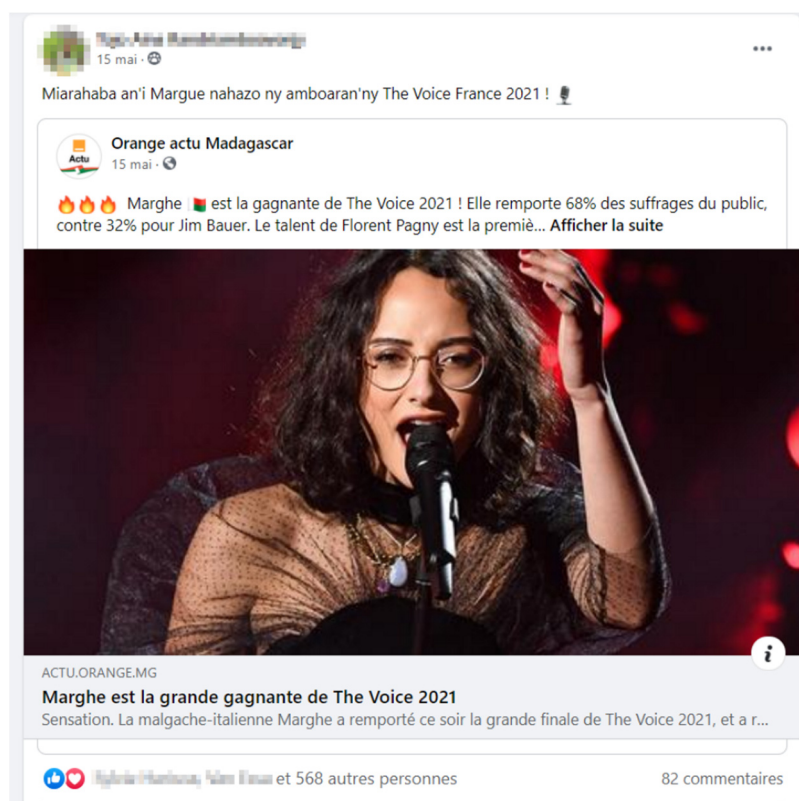 15 mai ·
Miarahaba an'i Margue nahazo ny amboaran'ny The Voice France 2021 !
Actu
Orange actu Madagascar
15 mai ·
Marghe est la gagnante de The Voice 2021 ! Elle remporte 68% des suffrages du public,
contre 32% pour Jim Bauer. Le talent de Florent Pagny est la premiè... Afficher la suite
i
ACTU.ORANGE.MG
Marghe est la grande gagnante de The Voice 2021
Sensation. La malgache-italienne Marghe a remporté ce soir la grande finale de The Voice 2021, et a r...
et 568 autres personnes
82 commentaires